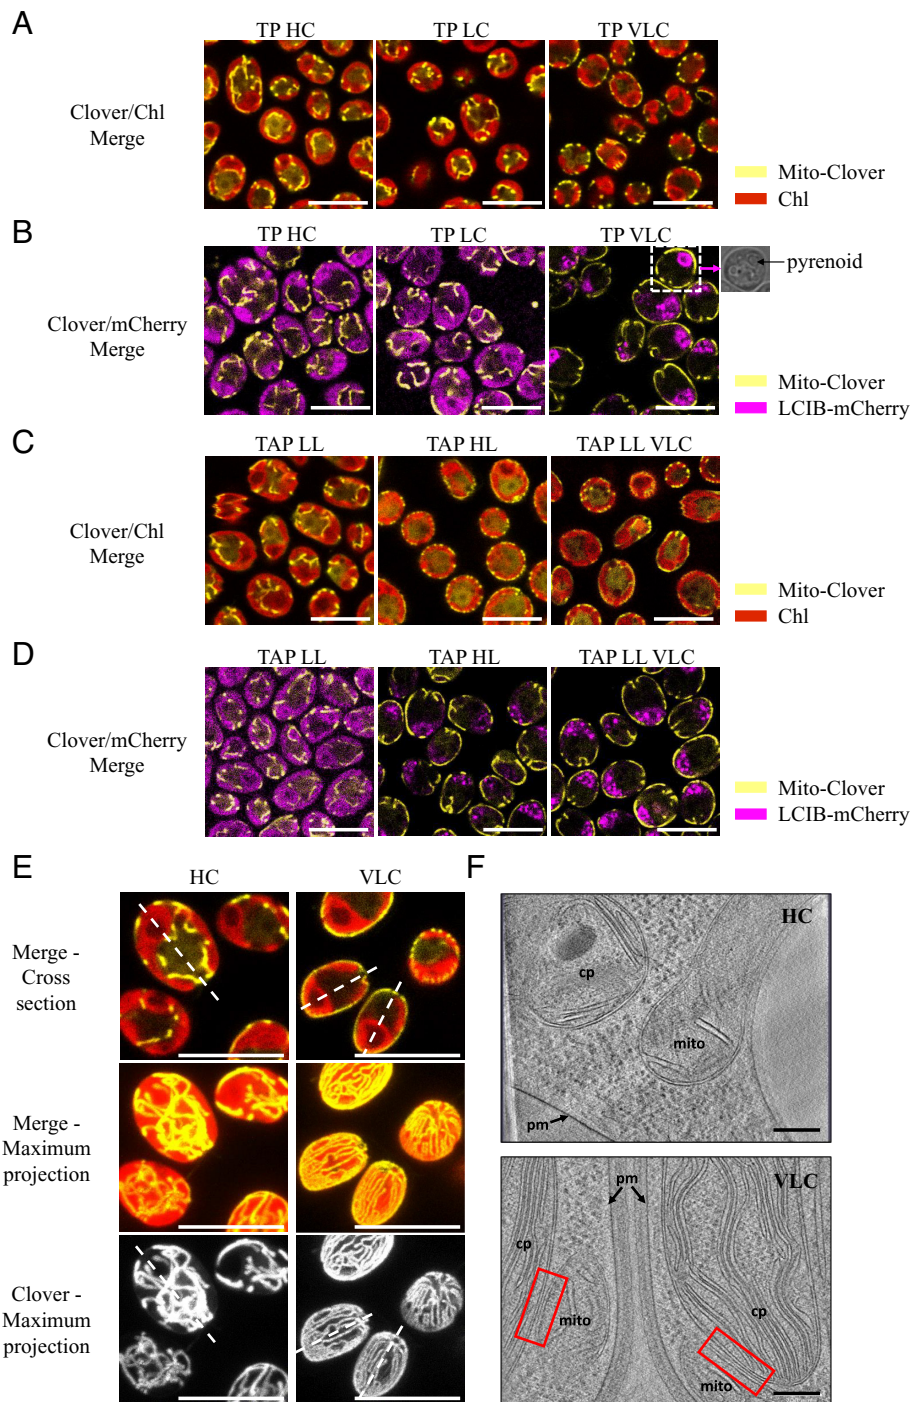 A
TP HC TP LC TP VLC
Clover/Chl
Merge
Mito-Clover
Chl
B
TP HC TP LC TP VLC
pyrenoid
Clover/mCherry
Merge
Mito-Clover
LCIB-mCherry
C
TAP LL TAP HL TAP LL VLC
Clover/Chl
Merge
Mito-Clover
Chl
D
TAP LL TAP HL TAP LL VLC
Clover/mCherry
Merge
Mito-Clover
LCIB-mCherry
E
HC VLC
Merge -
Cross
section
Merge -
Maximum
projection
Clover -
Maximum
projection
F
HC
cp
mito
pm
VLC
pm
cp
mito
cp
mito